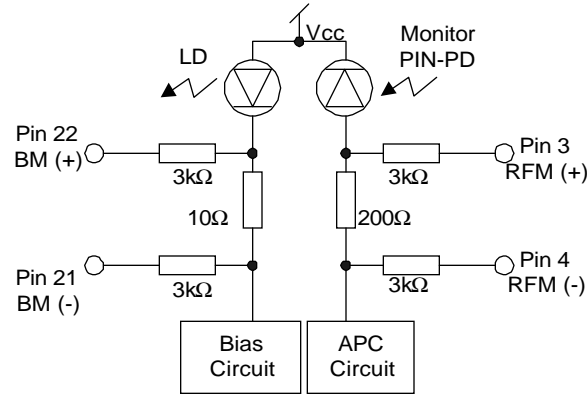 Vcc
LD
Monitor
PIN-PD
Pin 22
BM (+)
3kΩ
3kΩ
Pin 3
RFM (+)
10Ω
200Ω
Pin 21
BM (-)
3kΩ
3kΩ
Pin 4
RFM (-)
Bias
Circuit
APC
Circuit